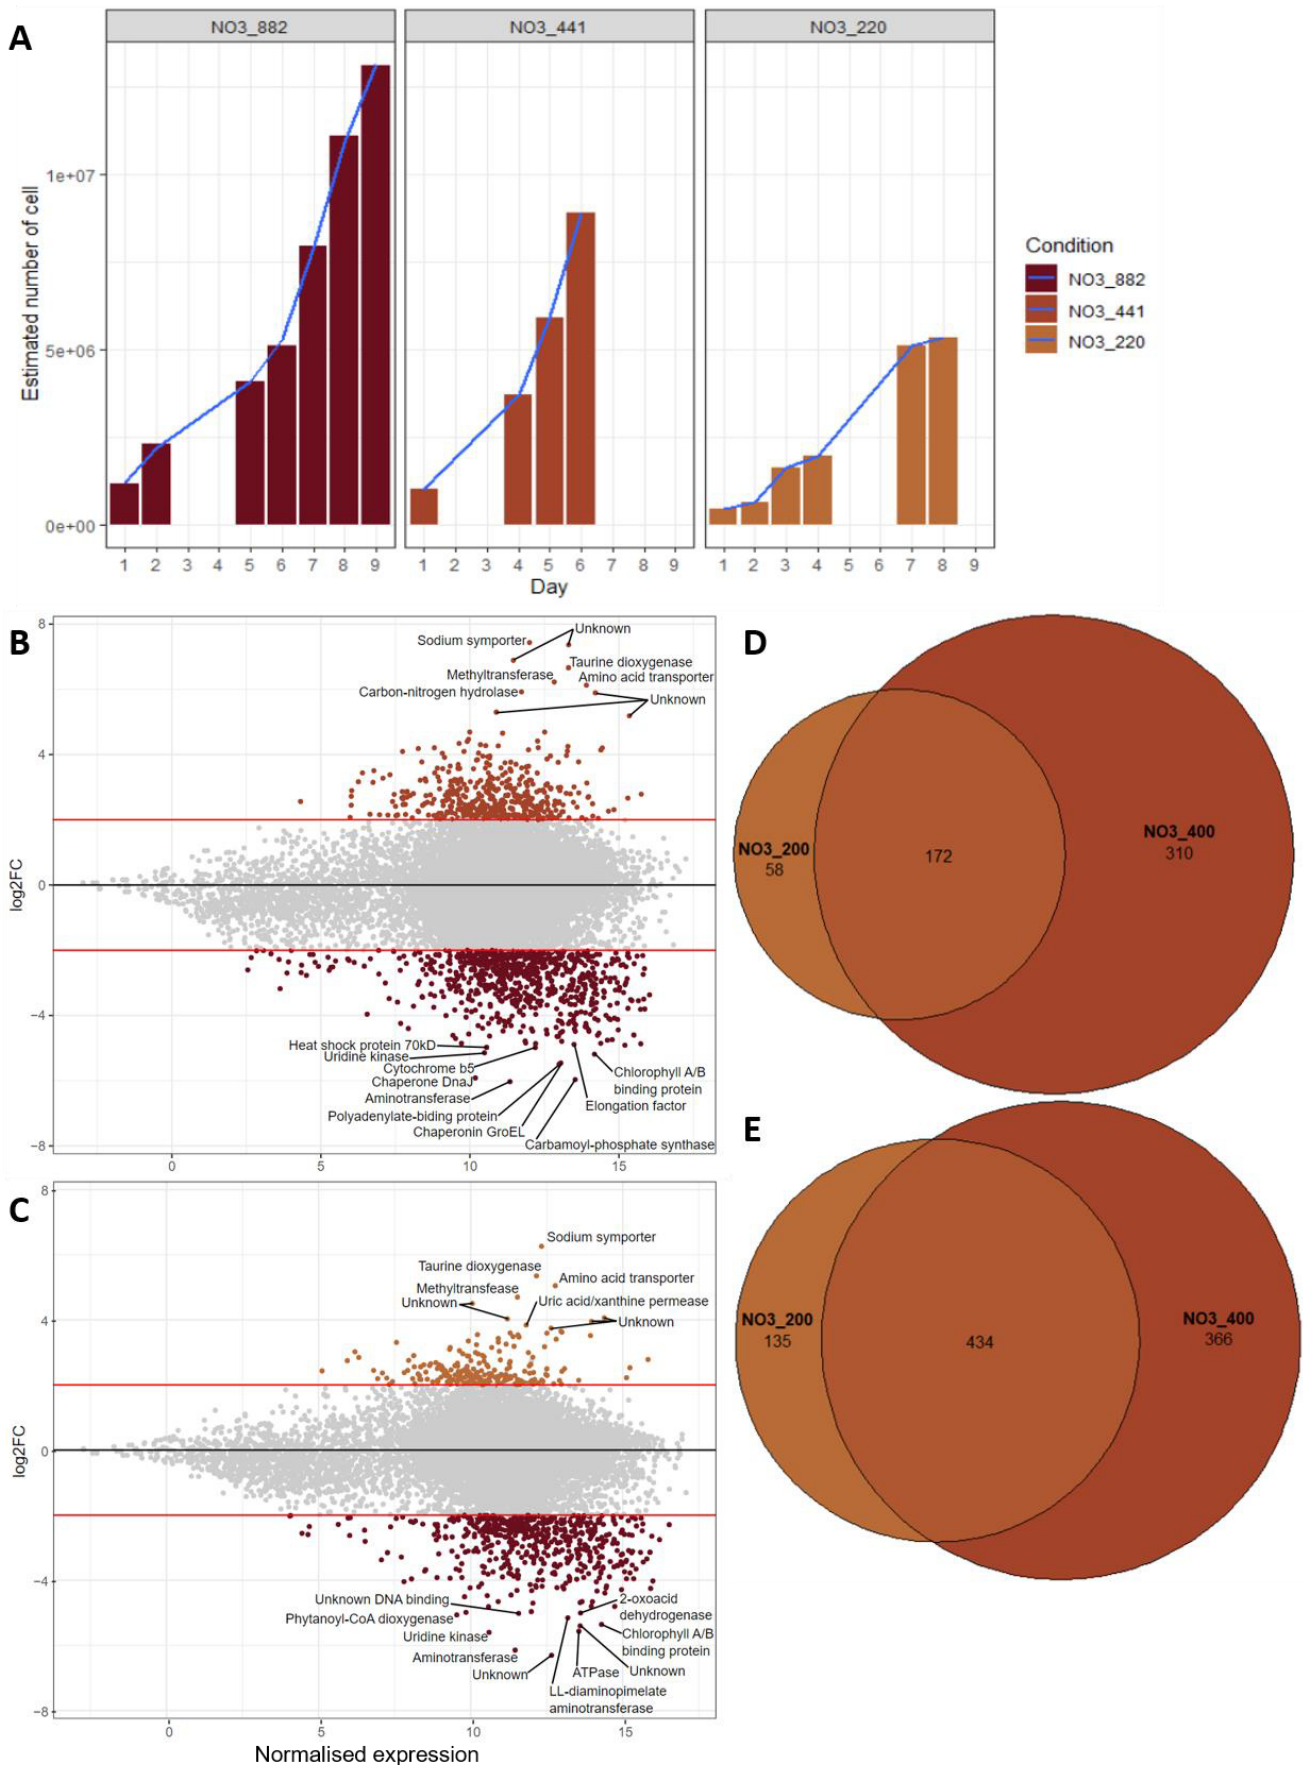 A
NO3_882
NO3_441
NO3_220
Estimated number of cell
1e+07
5e+06
0e+00
1 2 3 4 5 6 7 8 9
1 2 3 4 5 6 7 8 9
1 2 3 4 5 6 7 8 9
Day
Condition
NO3_882
NO3_441
NO3_220
B
8
4
0
−4
−8
log2FC
Unknown
Sodium symporter
Taurine dioxygenase
Methyltransferase
Amino acid transporter
Carbon-nitrogen hydrolase
Unknown
Heat shock protein 70kD
Uridine kinase
Cytochrome b5
Chaperone DnaJ
Aminotransferase
Polyadenylate-biding protein
Chaperonin GroEL
Carbamoyl-phosphate synthase
Chlorophyll A/B
binding protein
Elongation factor
0 5 10 15
C
8
4
0
−4
−8
log2FC
Sodium symporter
Taurine dioxygenase
Amino acid transporter
Methyltransfease
Unknown
Uric acid/xanthine permease
Unknown
Unknown DNA binding
Phytanoyl-CoA dioxygenase
Uridine kinase
Aminotransferase
Unknown
2-oxoacid
dehydrogenase
Chlorophyll A/B
binding protein
Unknown
ATPase
LL-diaminopimelate
aminotransferase
0 5 10 15
Normalised expression
D
NO3_200
58
172
NO3_400
310
E
NO3_200
135
434
NO3_400
366